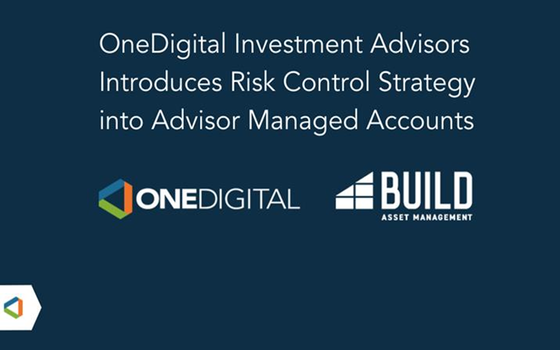 OneDigital Investment Advisors
Introduces Risk Control Strategy
into Advisor Managed Accounts
ONEDIGITAL
BUILD
ASSET MANAGEMENT